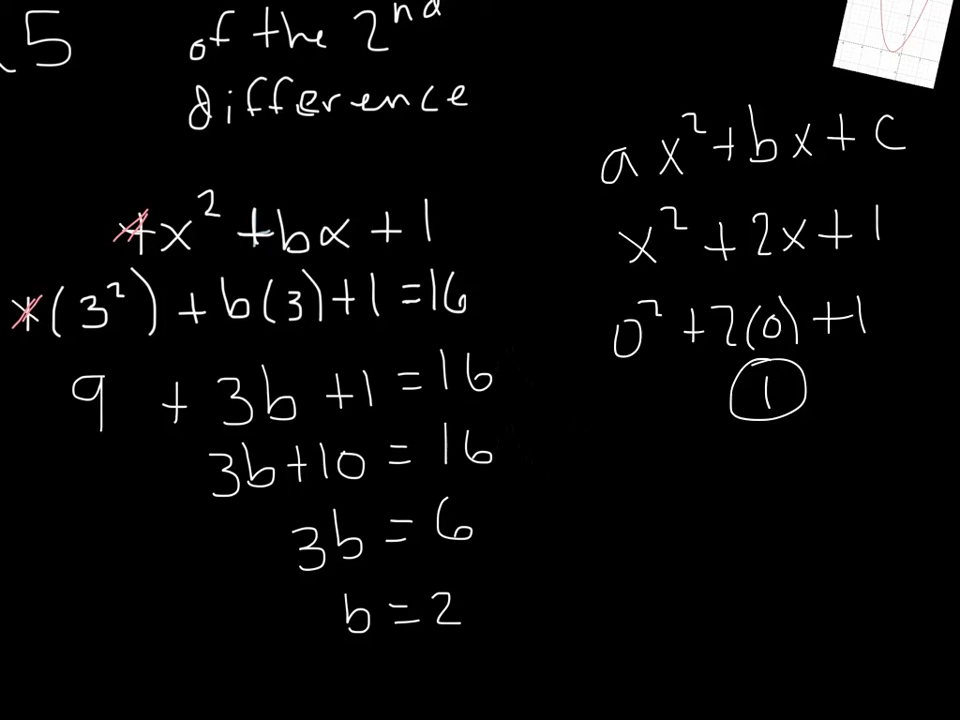 5
of the 2nd
difference
x² + bx + 1
(3²) + b(3) + 1 = 16
9 + 3b + 1 = 16
3b + 10 = 16
3b = 6
b = 2
ax² + bx + c
x² + 2x + 1
0² + 2(0) + 1
1